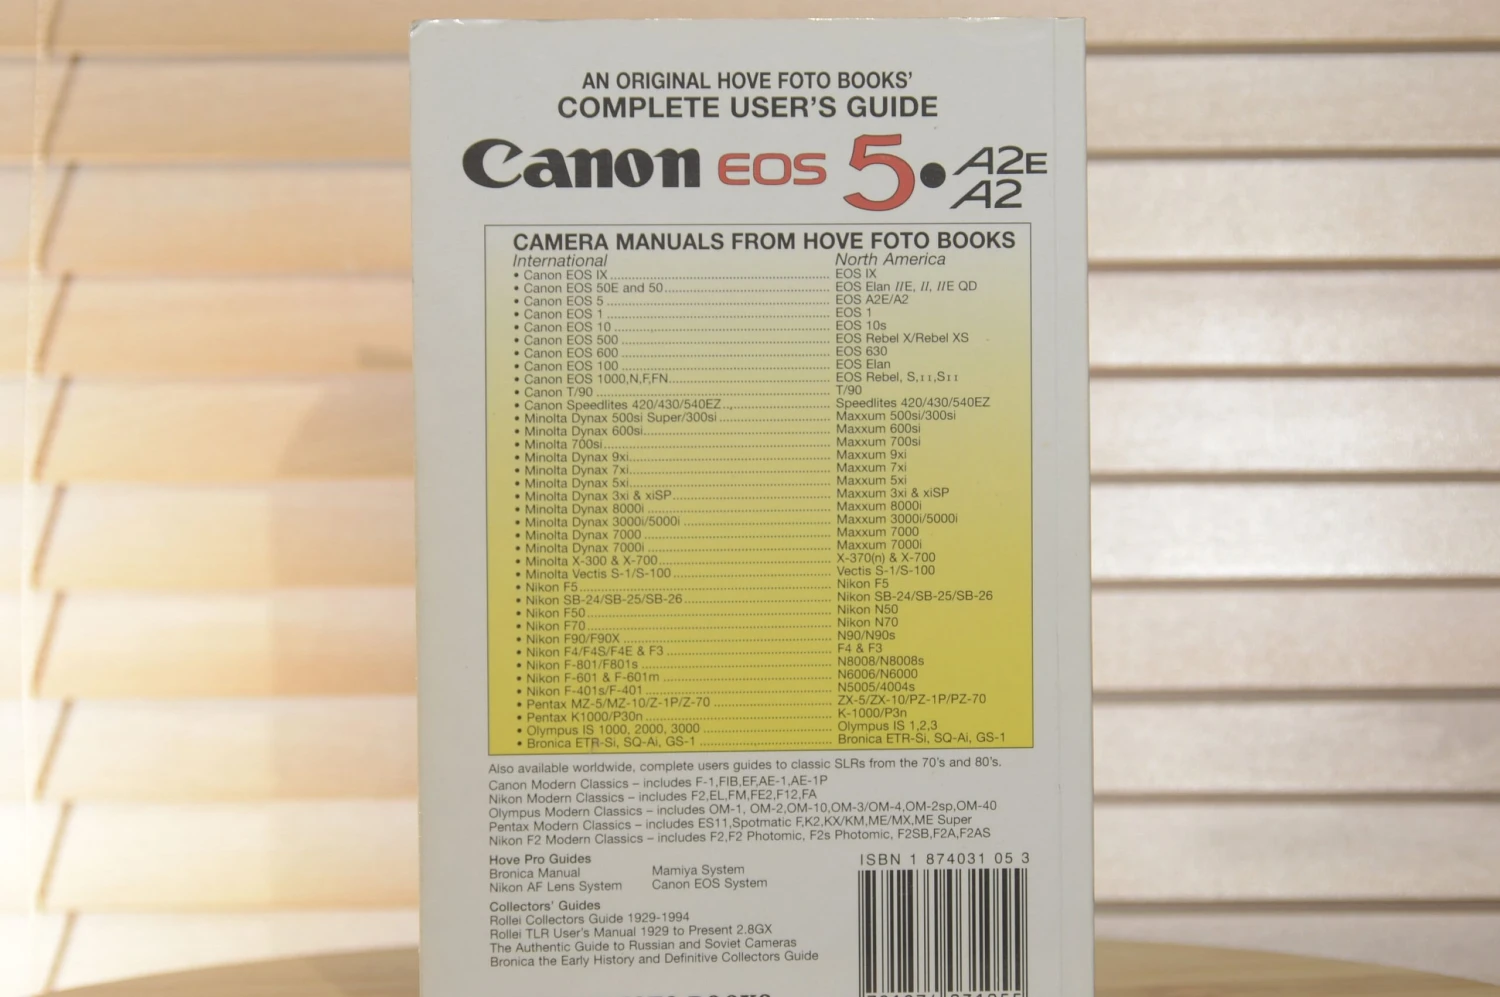 AN ORIGINAL HOVE FOTO BOOKS'
COMPLETE USER'S GUIDE
Canon EOS 5 • A2E
A2
CAMERA MANUALS FROM HOVE FOTO BOOKS
International North America
• Canon EOS IX EOS IX
• Canon EOS 50E and 50 EOS Elan IIE, II, IIE QD
• Canon EOS 5 EOS A2E/A2
• Canon EOS 1 EOS 1
• Canon EOS 10 EOS 10s
• Canon EOS 500 EOS Rebel X/Rebel XS
• Canon EOS 600 EOS 630
• Canon EOS 100 EOS Elan
• Canon EOS 1000,N,F,FN EOS Rebel, S,II,SII
• Canon T/90 T/90
• Canon Speedlites 420/430/540EZ Speedlites 420/430/540EZ
• Minolta Dynax 500si Super/300si Maxxum 500si/300si
• Minolta Dynax 600si Maxxum 600si
• Minolta 700si Maxxum 700si
• Minolta Dynax 9xi Maxxum 9xi
• Minolta Dynax 7xi Maxxum 7xi
• Minolta Dynax 5xi Maxxum 5xi
• Minolta Dynax 3xi & xiSP Maxxum 3xi & xiSP
• Minolta Dynax 8000i Maxxum 8000i
• Minolta Dynax 3000i/5000i Maxxum 3000i/5000i
• Minolta Dynax 7000 Maxxum 7000
• Minolta Dynax 7000i Maxxum 7000i
• Minolta X-300 & X-700 X-370(n) & X-700
• Minolta Vectis S-1/S-100 Vectis S-1/S-100
• Nikon F5 Nikon F5
• Nikon SB-24/SB-25/SB-26 Nikon SB-24/SB-25/SB-26
• Nikon F50 Nikon N50
• Nikon F70 Nikon N70
• Nikon F90/F90X N90/N90s
• Nikon F4/F4S/F4E & F3 F4 & F3
• Nikon F-801/F801s N8008/N8008s
• Nikon F-601 & F-601m N6006/N6000
• Nikon F-401s/F-401 N5005/4004s
• Pentax MZ-5/MZ-10/Z-1P/Z-70 ZX-5/ZX-10/PZ-1P/PZ-70
• Pentax K1000/P30n K-1000/P3n
• Olympus IS 1000, 2000, 3000 Olympus IS 1,2,3
• Bronica ETR-Si, SQ-Ai, GS-1 Bronica ETR-Si, SQ-Ai, GS-1
Also available worldwide, complete users guides to classic SLRs from the 70's and 80's.
Canon Modern Classics – includes F-1,FIB,EF,AE-1,AE-1P
Nikon Modern Classics – includes F2,EL,FM,FE2,F12,FA
Olympus Modern Classics – includes OM-1, OM-2,OM-10,OM-3/OM-4,OM-2sp,OM-40
Pentax Modern Classics – includes ES11,Spotmatic F,K2,KX/KM,ME/MX,ME Super
Nikon F2 Modern Classics – includes F2,F2 Photomic, F2s Photomic, F2SB,F2A,F2AS
Hove Pro Guides
Bronica Manual Mamiya System
Nikon AF Lens System Canon EOS System
Collectors' Guides
Rollei Collectors Guide 1929-1994
Rollei TLR User's Manual 1929 to Present 2.8GX
The Authentic Guide to Russian and Soviet Cameras
Bronica the Early History and Definitive Collectors Guide
ISBN 1 874031 05 3